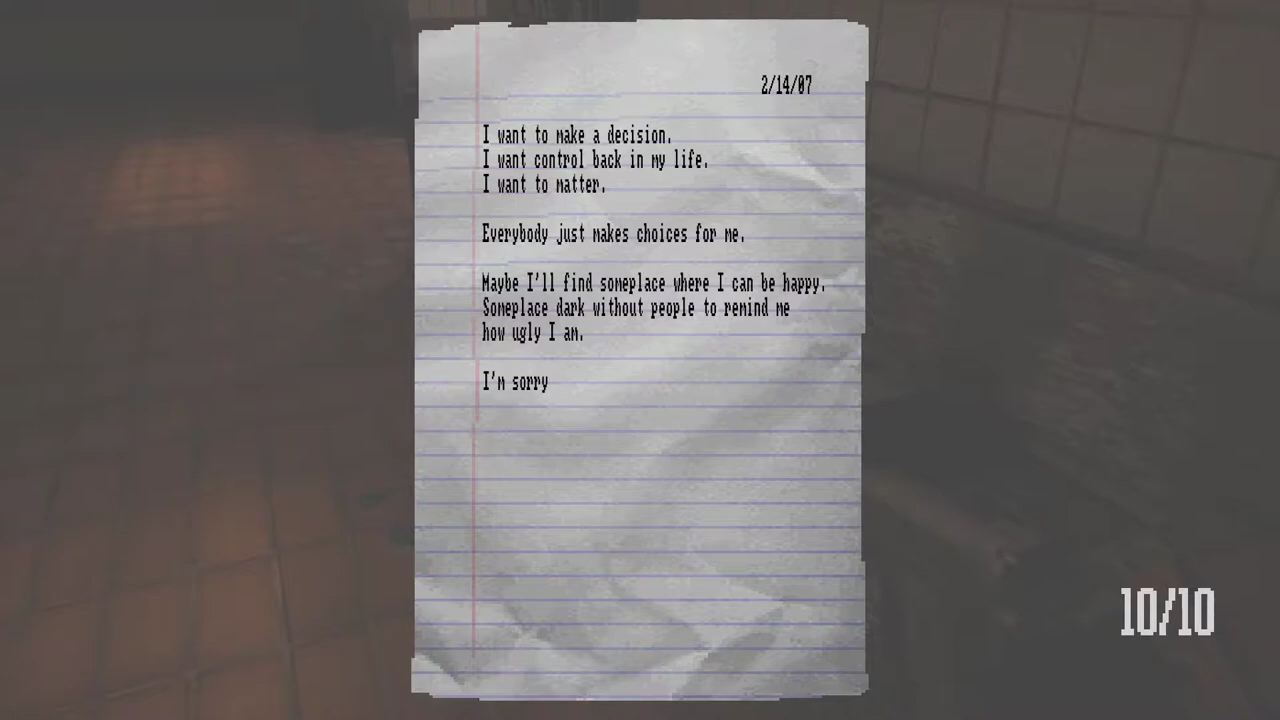 2/14/07
I want to make a decision.
I want control back in my life.
I want to matter.
Everybody just makes choices for me.
Maybe I'll find someplace where I can be happy.
Someplace dark without people to remind me
how ugly I am.
I'm sorry
10/10